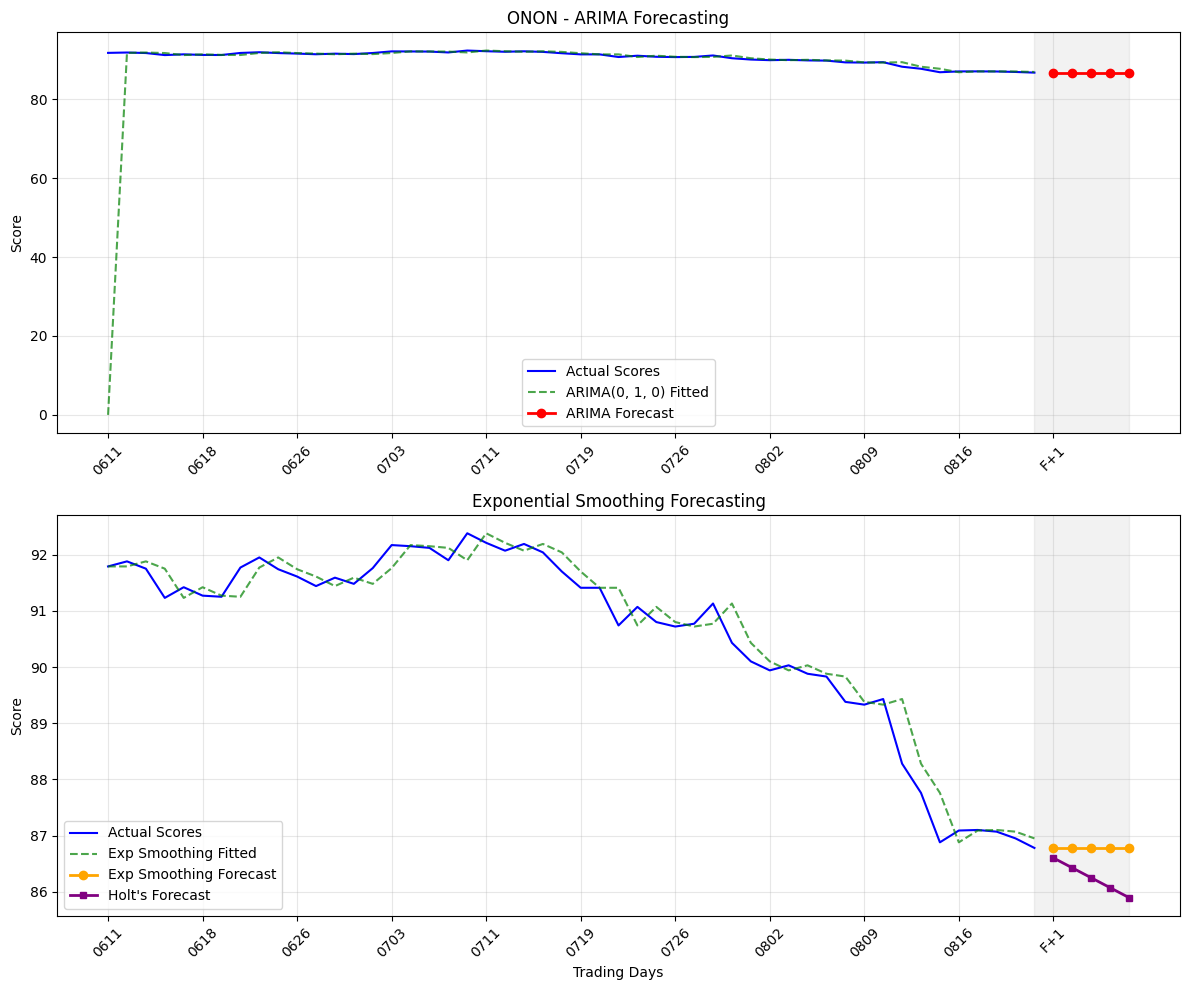 ONON - ARIMA Forecasting
Score
80
60
40
20
0
Actual Scores
ARIMA(0, 1, 0) Fitted
ARIMA Forecast
0611 0618 0626 0703 0711 0719 0726 0802 0809 0816 F+1
Exponential Smoothing Forecasting
Score
92
91
90
89
88
87
86
Actual Scores
Exp Smoothing Fitted
Exp Smoothing Forecast
Holt's Forecast
0611 0618 0626 0703 0711 0719 0726 0802 0809 0816 F+1
Trading Days